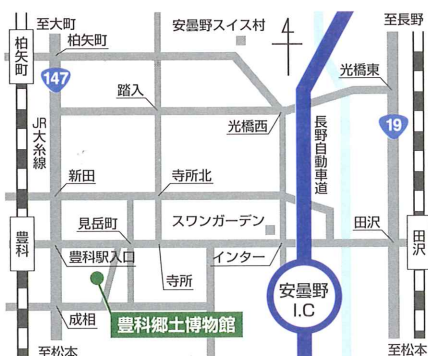 至大町
安曇野スイス村
至長野
柏矢町
柏矢町
147
光橋東
踏入
光橋西
19
JR大糸線
長野自動車道
新田
寺所北
見岳町
スワンガーデン
田沢
豊科
田沢
豊科駅入口
寺所
インター
安曇野
I.C
成相
豊科郷土博物館
至松本
至松本